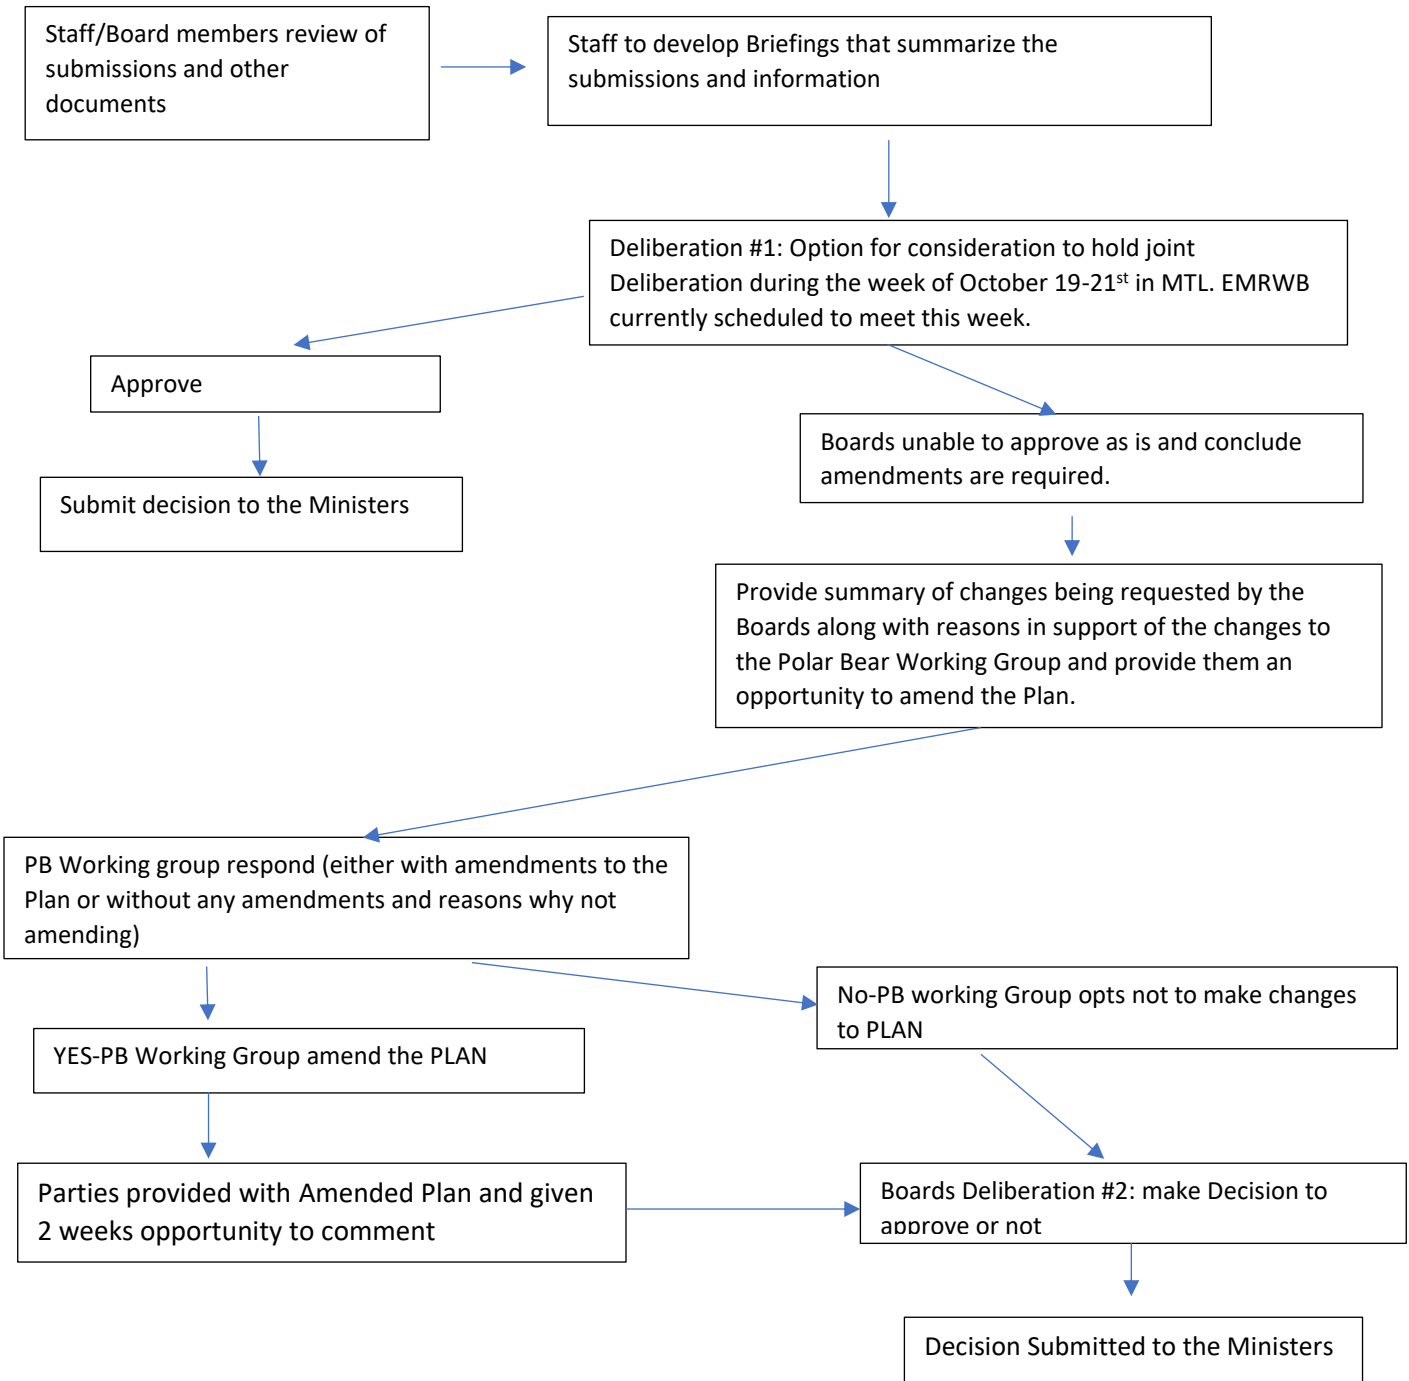 Staff/Board members review of
submissions and other
documents
Staff to develop Briefings that summarize the
submissions and information
Deliberation #1: Option for consideration to hold joint
Deliberation during the week of October 19-21st in MTL. EMRWB
currently scheduled to meet this week.
Approve
Submit decision to the Ministers
Boards unable to approve as is and conclude
amendments are required.
Provide summary of changes being requested by the
Boards along with reasons in support of the changes to
the Polar Bear Working Group and provide them an
opportunity to amend the Plan.
PB Working group respond (either with amendments to the
Plan or without any amendments and reasons why not
amending)
No-PB working Group opts not to make changes
to PLAN
YES-PB Working Group amend the PLAN
Parties provided with Amended Plan and given
2 weeks opportunity to comment
Boards Deliberation #2: make Decision to
approve or not
Decision Submitted to the Ministers